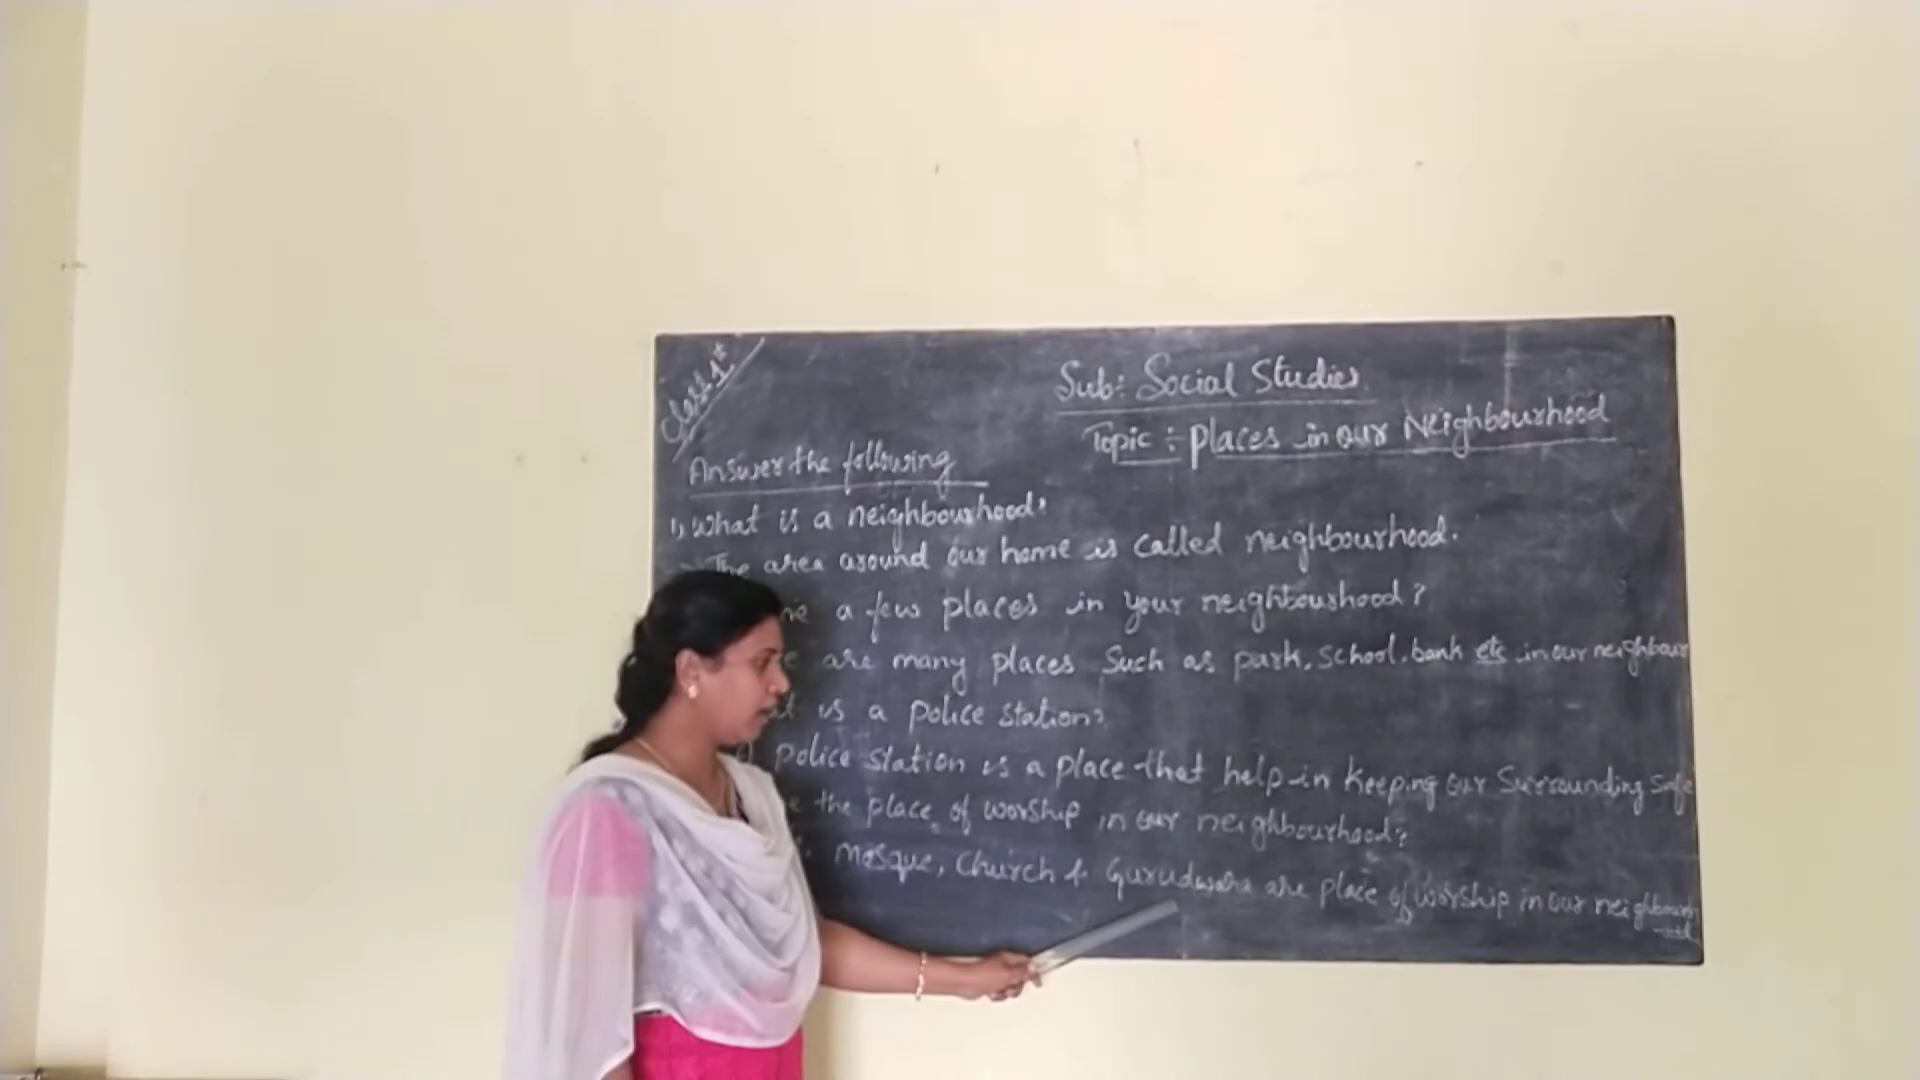 Class: 1st
Sub: Social Studies
Topic: Places in our Neighbourhood
Answer the following
1) What is a neighbourhood?
The area around our home is called neighbourhood.
a few places in your neighbourhood?
are many places Such as park, School, bank etc in our neighbour
is a police station?
A police station is a place that help in keeping our Surrounding Safe
the place of worship in our neighbourhood?
Mosque, Church & Gurudwara are place of worship in our neighbourh